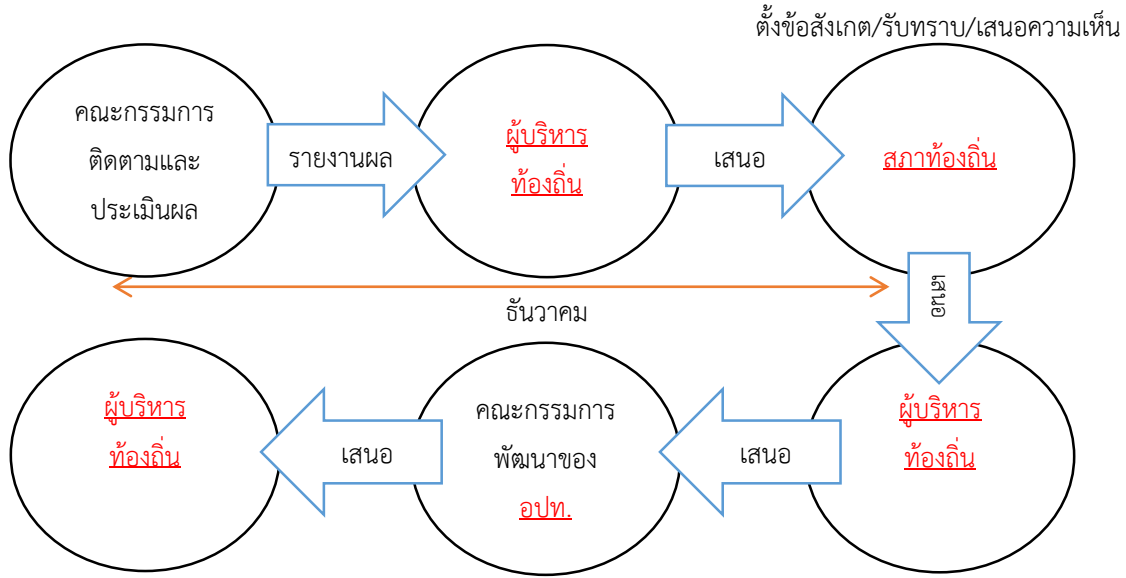 ตั้งข้อสังเกต/รับทราบ/เสนอความเห็น
คณะกรรมการ
ติดตามและ
ประเมินผล
รายงานผล
ผู้บริหาร
ท้องถิ่น
เสนอ
สภาท้องถิ่น
ธันวาคม
เสนอ
ผู้บริหาร
ท้องถิ่น
เสนอ
คณะกรรมการ
พัฒนาของ
อปท.
เสนอ
ผู้บริหาร
ท้องถิ่น